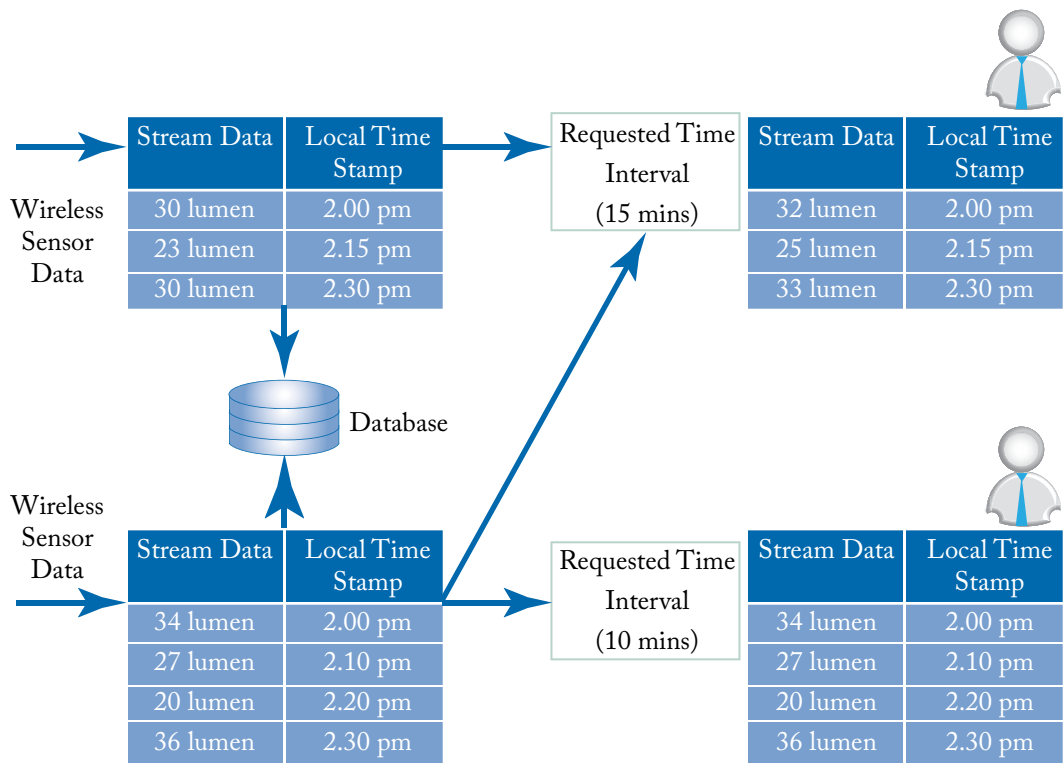 Wireless
Sensor
Data
Stream Data
Local Time
Stamp
30 lumen
2.00 pm
23 lumen
2.15 pm
30 lumen
2.30 pm
Requested Time
Interval
(15 mins)
Stream Data
Local Time
Stamp
32 lumen
2.00 pm
25 lumen
2.15 pm
33 lumen
2.30 pm
Database
Wireless
Sensor
Data
Stream Data
Local Time
Stamp
34 lumen
2.00 pm
27 lumen
2.10 pm
20 lumen
2.20 pm
36 lumen
2.30 pm
Requested Time
Interval
(10 mins)
Stream Data
Local Time
Stamp
34 lumen
2.00 pm
27 lumen
2.10 pm
20 lumen
2.20 pm
36 lumen
2.30 pm